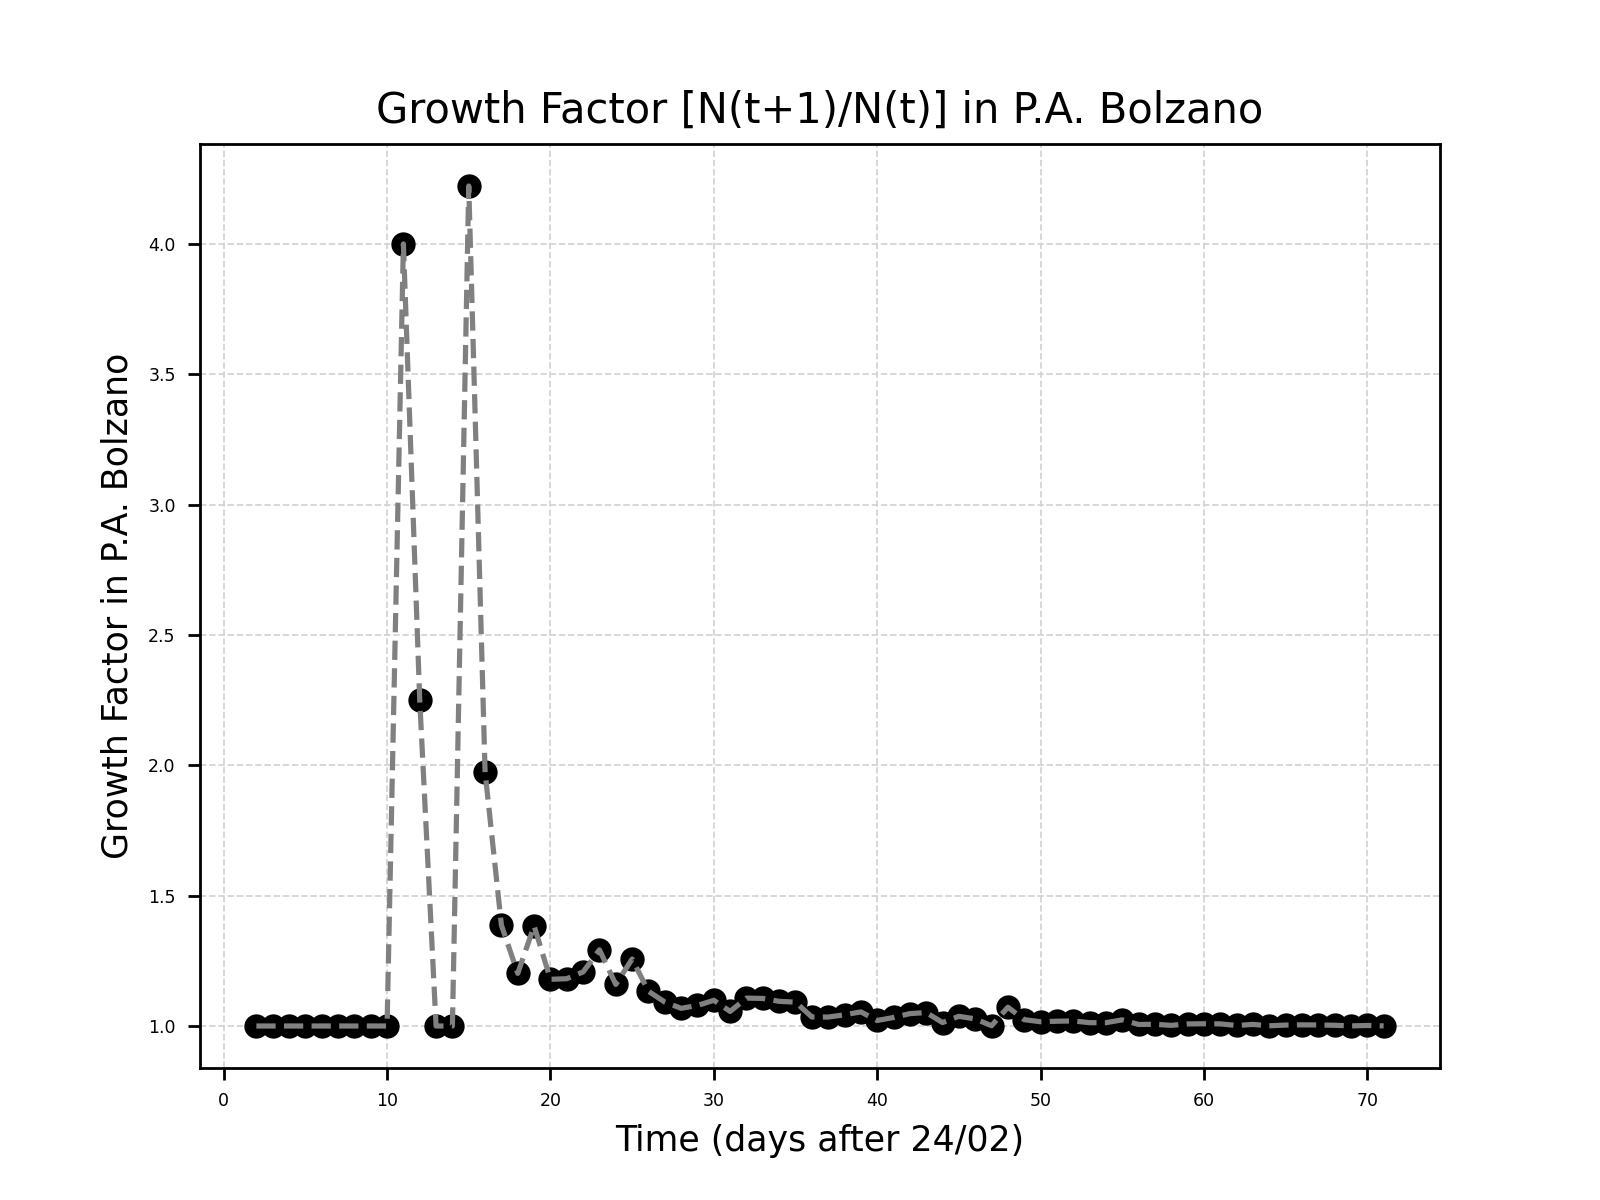 Growth Factor [N(t+1)/N(t)] in P.A. Bolzano
Growth Factor in P.A. Bolzano
4.0
3.5
3.0
2.5
2.0
1.5
1.0
0 10 20 30 40 50 60 70
Time (days after 24/02)